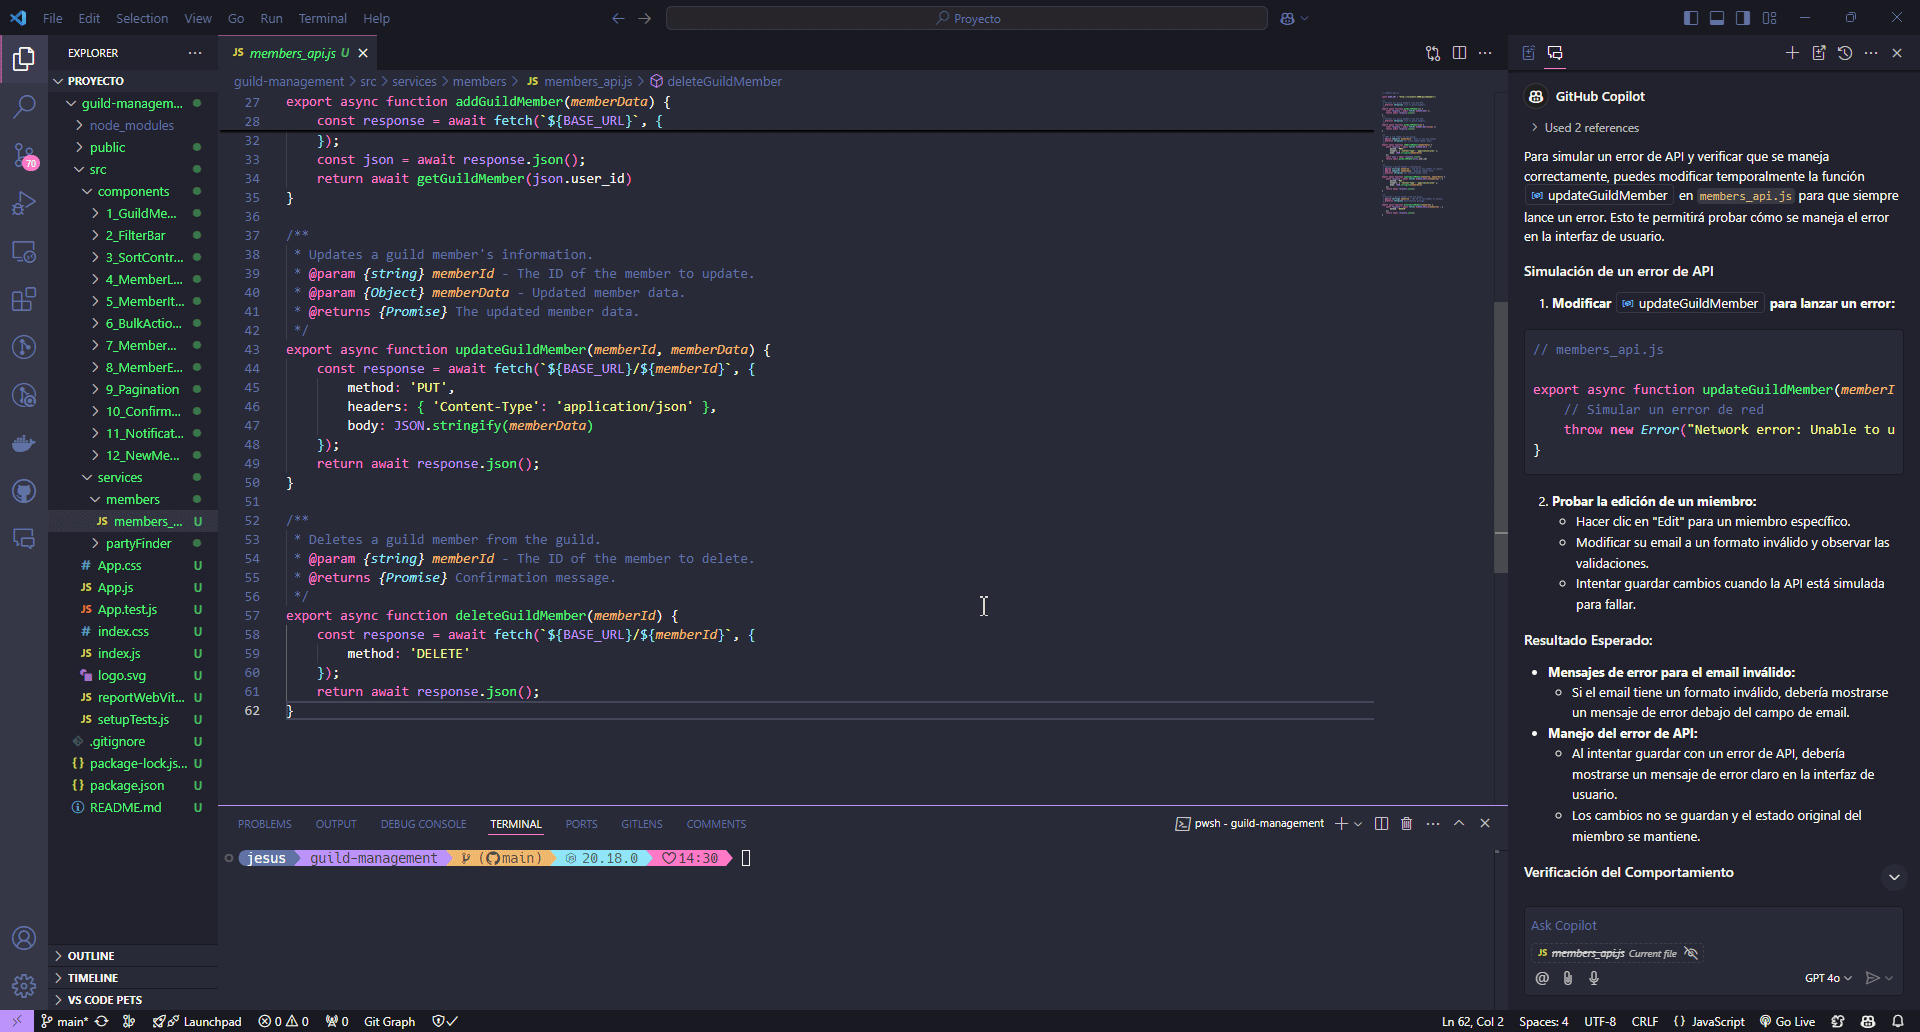 File Edit Selection View Go Run Terminal Help
Proyecto
EXPLORER
PROYECTO
guild-managem...
node_modules
public
src
components
1_GuildMe...
2_FilterBar
3_SortContr...
4_MemberL...
5_MemberIt...
6_BulkActio...
7_Member...
8_MemberE...
9_Pagination
10_Confirm...
11_Notificat...
12_NewMe...
services
members
JS members_... U
partyFinder
# App.css U
JS App.js U
JS App.test.js U
# index.css U
JS index.js U
logo.svg U
JS reportWebVit... U
JS setupTests.js U
.gitignore U
{} package-lock.js... U
{} package.json U
README.md U
OUTLINE
TIMELINE
VS CODE PETS
70
JS members_api.js U
guild-management > src > services > members > JS members_api.js > deleteGuildMember
27 export async function addGuildMember(memberData) {
28 const response = await fetch(`${BASE_URL}`, {
32 });
33 const json = await response.json();
34 return await getGuildMember(json.user_id)
35 }
36
37 /**
38 * Updates a guild member's information.
39 * @param {string} memberId - The ID of the member to update.
40 * @param {Object} memberData - Updated member data.
41 * @returns {Promise} The updated member data.
42 */
43 export async function updateGuildMember(memberId, memberData) {
44 const response = await fetch(`${BASE_URL}/${memberId}`, {
45 method: 'PUT',
46 headers: { 'Content-Type': 'application/json' },
47 body: JSON.stringify(memberData)
48 });
49 return await response.json();
50 }
51
52 /**
53 * Deletes a guild member from the guild.
54 * @param {string} memberId - The ID of the member to delete.
55 * @returns {Promise} Confirmation message.
56 */
57 export async function deleteGuildMember(memberId) {
58 const response = await fetch(`${BASE_URL}/${memberId}`, {
59 method: 'DELETE'
60 });
61 return await response.json();
62 }
PROBLEMS OUTPUT DEBUG CONSOLE TERMINAL PORTS GITLENS COMMENTS
pwsh - guild-management
jesus guild-management (main) 20.18.0 14:30
GitHub Copilot
Used 2 references
Para simular un error de API y verificar que se maneja
correctamente, puedes modificar temporalmente la función
updateGuildMember en members_api.js para que siempre
lance un error. Esto te permitirá probar cómo se maneja el error
en la interfaz de usuario.
Simulación de un error de API
1. Modificar updateGuildMember para lanzar un error:
// members_api.js
export async function updateGuildMember(memberI
// Simular un error de red
throw new Error("Network error: Unable to u
}
2. Probar la edición de un miembro:
Hacer clic en "Edit" para un miembro específico.
Modificar su email a un formato inválido y observar las
validaciones.
Intentar guardar cambios cuando la API está simulada
para fallar.
Resultado Esperado:
Mensajes de error para el email inválido:
Si el email tiene un formato inválido, debería mostrarse
un mensaje de error debajo del campo de email.
Manejo del error de API:
Al intentar guardar con un error de API, debería
mostrarse un mensaje de error claro en la interfaz de
usuario.
Los cambios no se guardan y el estado original del
miembro se mantiene.
Verificación del Comportamiento
Ask Copilot
JS members_api.js Current file
@ GPT 4o
main* Launchpad 0 0 0 Git Graph Ln 62, Col 2 Spaces: 4 UTF-8 CRLF {} JavaScript Go Live